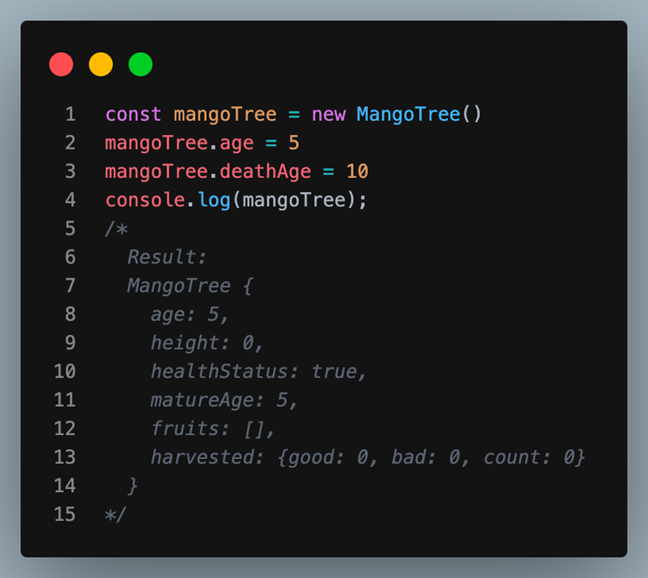 1 const mangoTree = new MangoTree()
2 mangoTree.age = 5
3 mangoTree.deathAge = 10
4 console.log(mangoTree);
5 /*
6   Result:
7   MangoTree {
8     age: 5,
9     height: 0,
10     healthStatus: true,
11     matureAge: 5,
12     fruits: [],
13     harvested: {good: 0, bad: 0, count: 0}
14   }
15 */